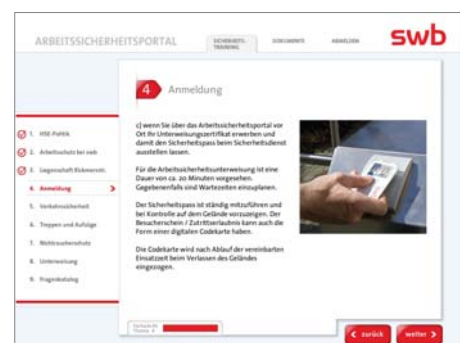 ARBEITSSICHERHEITSPORTAL
SICHERHEITS-
TRAINING
DOKUMENTE
ANMELDEN
swb
4 Anmeldung
c) wenn Sie über das Arbeitssicherheitsportal vor
Ort Ihr Unterweisungszertifikat erwerben und
damit den Sicherheitspass beim Sicherheitsdienst
ausstellen lassen.
Für die Arbeitssicherheitsunterweisung ist eine
Dauer von ca. 20 Minuten vorgesehen.
Gegebenenfalls sind Wartezeiten einzuplanen.
Der Sicherheitspass ist ständig mitzuführen und
bei Kontrolle auf dem Gelände vorzuzeigen. Der
Besucherschein / Zutrittserlaubnis kann auch die
Form einer digitalen Codekarte haben.
Die Codekarte wird nach Ablauf der vereinbarten
Einsatzzeit beim Verlassen des Geländes
eingezogen.
1. HSE-Politik
2. Arbeitsschutz bei swb
3. Liegenschaft
4. Anmeldung
5. Verkehrssicherheit
6. Treppen und Aufzüge
7. Nichtraucherschutz
8. Unterweisung
9. Fragenkatalog
Fortschritt
Thema 4
zurück
weiter